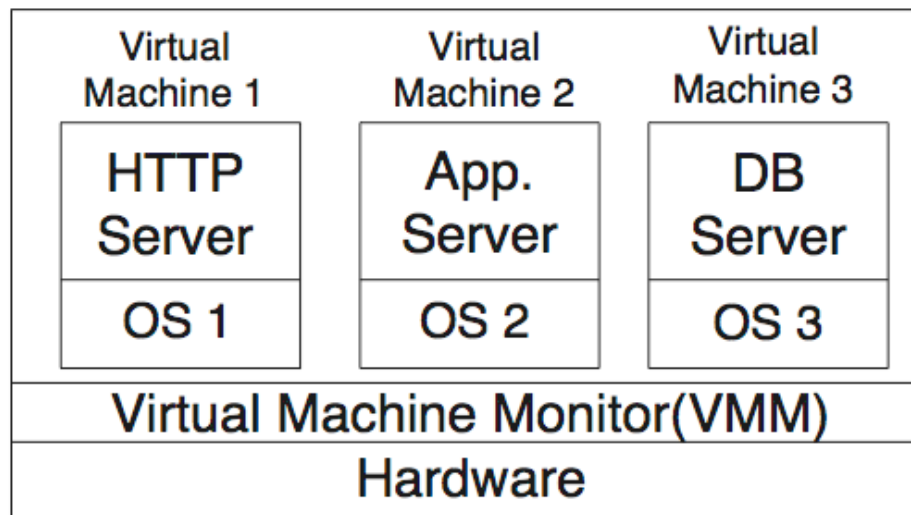 Virtual
Machine 1
Virtual
Machine 2
Virtual
Machine 3
HTTP
Server
App.
Server
DB
Server
OS 1
OS 2
OS 3
Virtual Machine Monitor(VMM)
Hardware